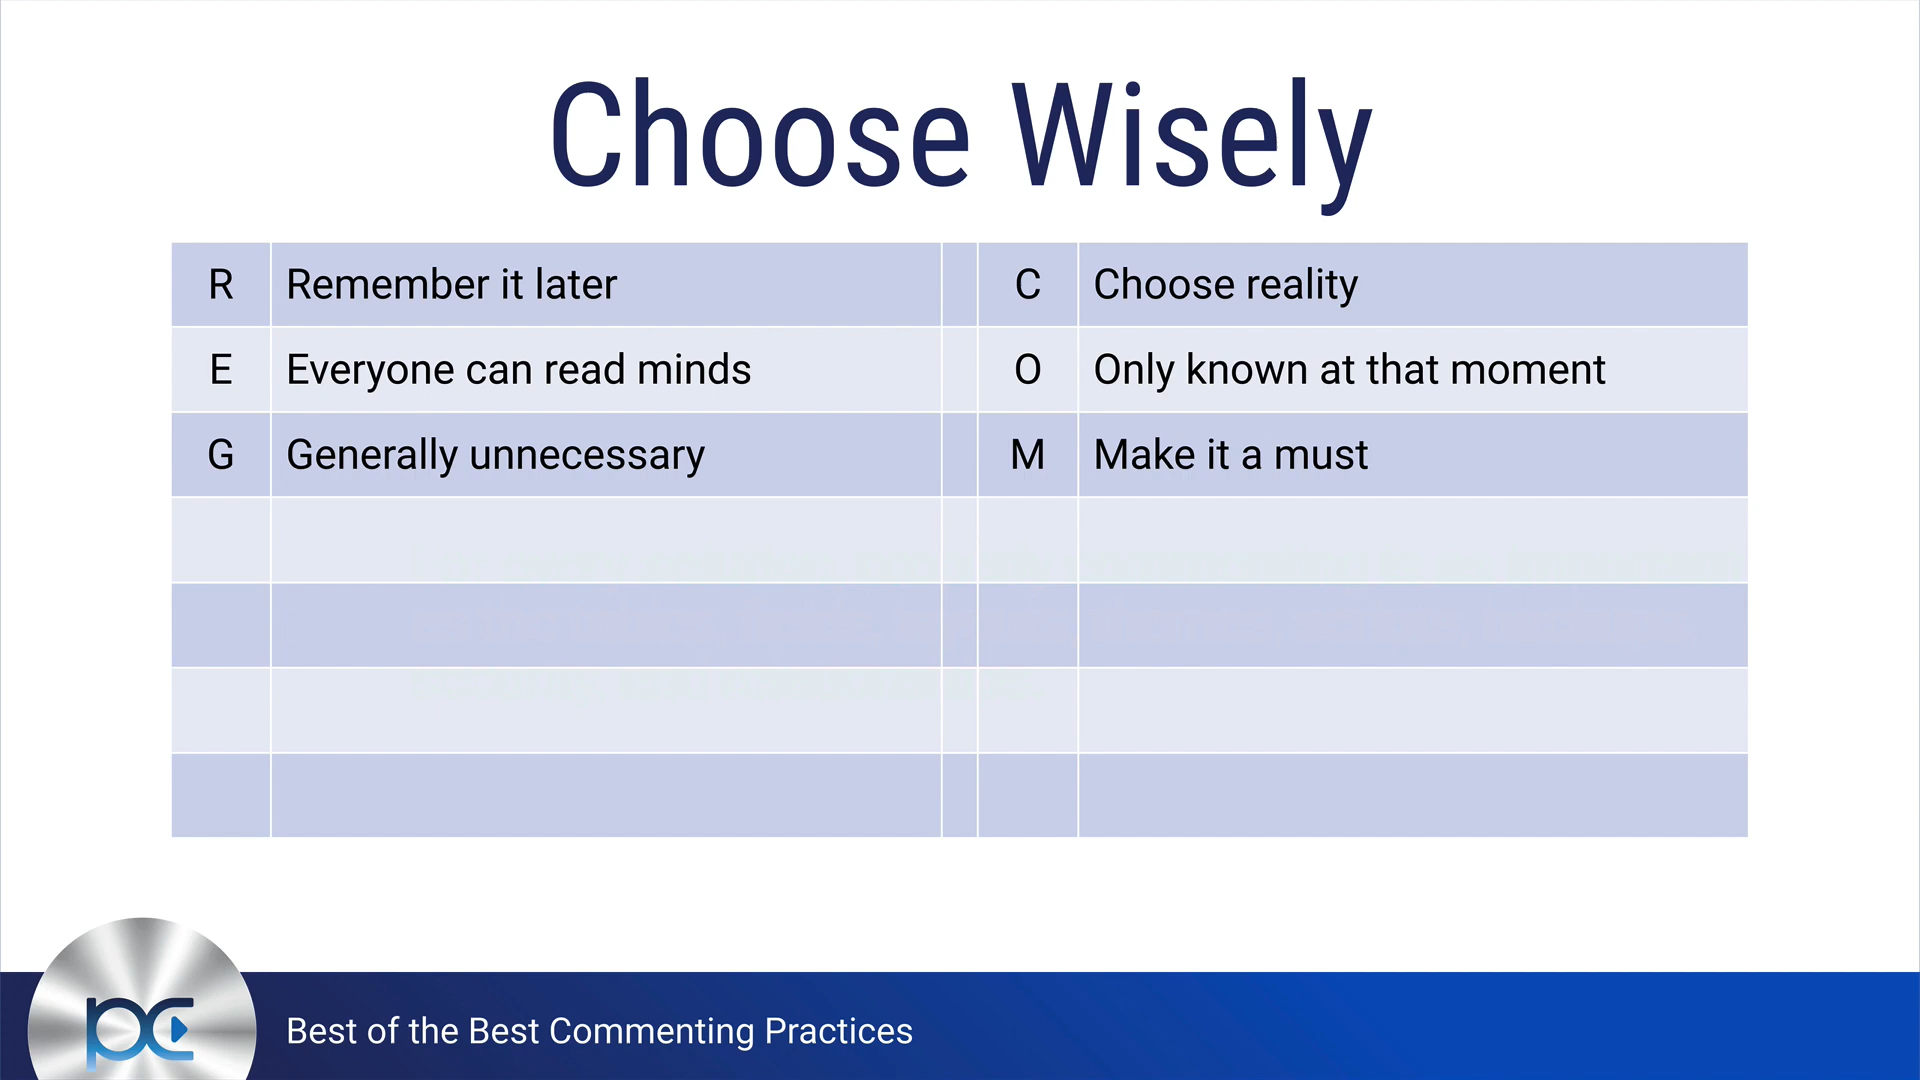 Choose Wisely
R Remember it later C Choose reality
E Everyone can read minds O Only known at that moment
G Generally unnecessary M Make it a must
pc
Best of the Best Commenting Practices